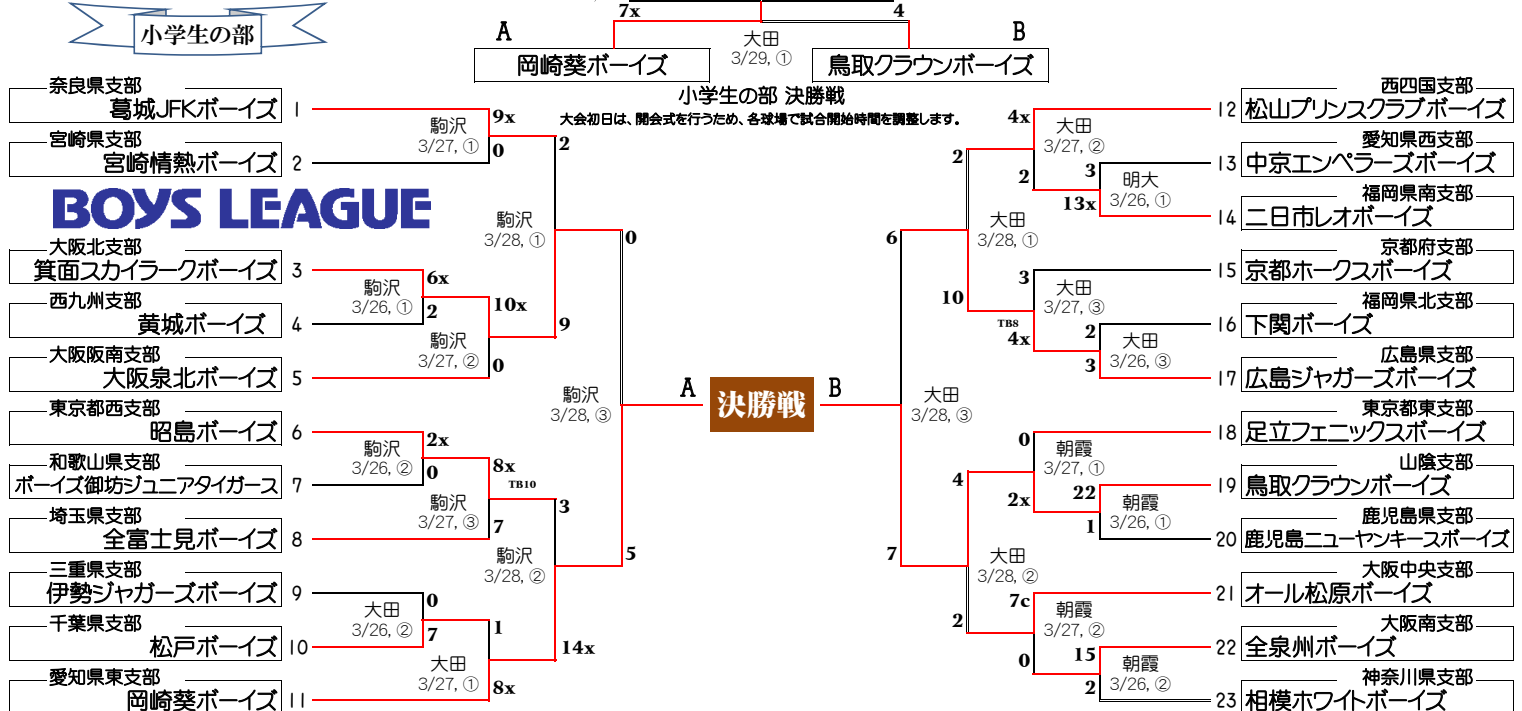 小学生の部
7x 4
A B
岡崎葵ボーイズ 大田 3/29, ① 鳥取クラウンボーイズ
小学生の部 決勝戦
大会初日は、開会式を行うため、各球場で試合開始時間を調整します。
BOYS LEAGUE
奈良県支部
葛城JFKボーイズ 1
宮崎県支部
宮崎情熱ボーイズ 2
大阪北支部
箕面スカイラークボーイズ 3
西九州支部
黄城ボーイズ 4
大阪阪南支部
大阪泉北ボーイズ 5
東京都西支部
昭島ボーイズ 6
和歌山県支部
ボーイズ御坊ジュニアタイガース 7
埼玉県支部
全富士見ボーイズ 8
三重県支部
伊勢ジャガーズボーイズ 9
千葉県支部
松戸ボーイズ 10
愛知県東支部
岡崎葵ボーイズ 11
駒沢
3/27, ①
9x
0
駒沢
3/26, ①
6x
2
駒沢
3/27, ②
10x
0
駒沢
3/26, ②
2x
0
駒沢
3/27, ③
8x
TB10
7
大田
3/26, ②
0
7
大田
3/27, ①
1
8x
駒沢
3/28, ①
2
9
駒沢
3/28, ②
3
14x
駒沢
3/28, ③
0
5
A 決勝戦 B
大田
3/28, ③
6
7
大田
3/28, ①
2
10
大田
3/28, ②
4
2
大田
3/27, ②
4x
2
明大
3/26, ①
3
13x
大田
3/27, ③
3
TB8
4x
大田
3/26, ③
2
3
朝霞
3/27, ①
0
2x
朝霞
3/26, ①
22
1
朝霞
3/27, ②
7c
0
朝霞
3/26, ②
15
2
西四国支部
12 松山プリンスクラブボーイズ
愛知県西支部
13 中京エンペラーズボーイズ
福岡県南支部
14 二日市レオボーイズ
京都府支部
15 京都ホークスボーイズ
福岡県北支部
16 下関ボーイズ
広島県支部
17 広島ジャガーズボーイズ
東京都東支部
18 足立フェニックスボーイズ
山陰支部
19 鳥取クラウンボーイズ
鹿児島県支部
20 鹿児島ニューヤンキースボーイズ
大阪中央支部
21 オール松原ボーイズ
大阪南支部
22 全泉州ボーイズ
神奈川県支部
23 相模ホワイトボーイズ